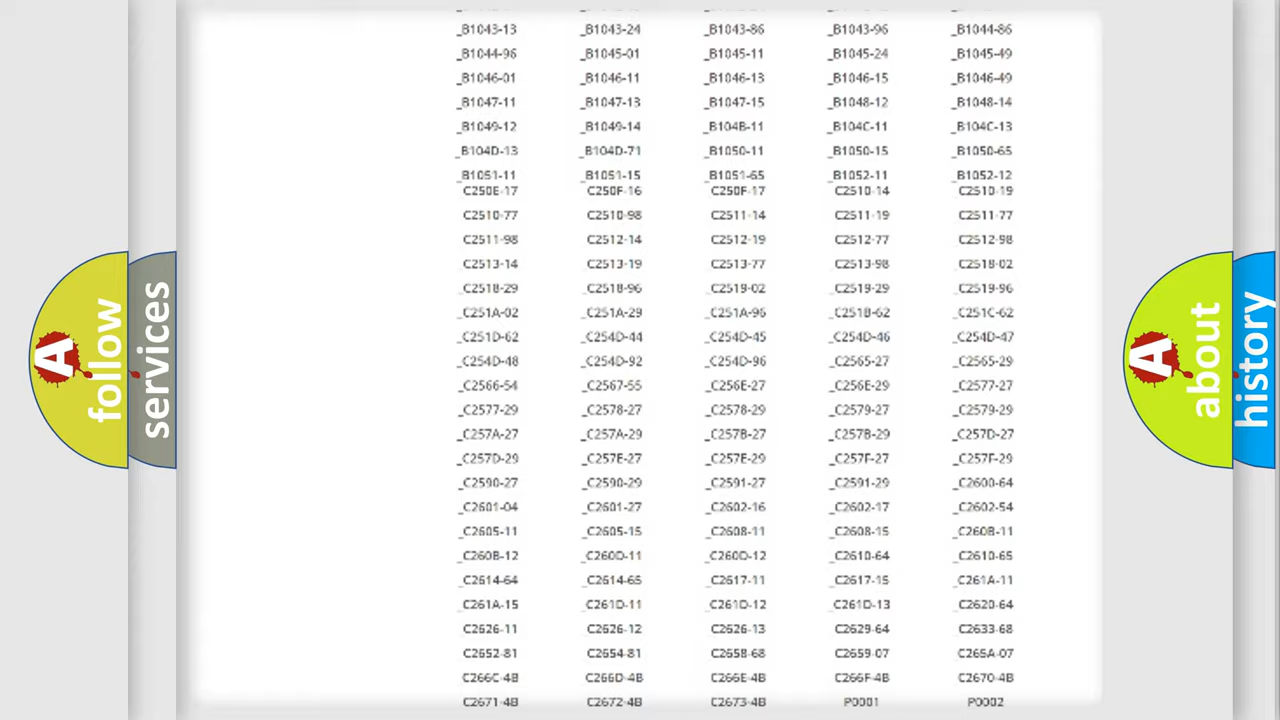 _B1043-13 _B1043-24 _B1043-86 _B1043-96 _B1044-86
_B1044-96 _B1045-01 _B1045-11 _B1045-24 _B1045-49
_B1046-01 _B1046-11 _B1046-13 _B1046-15 _B1046-49
_B1047-11 _B1047-13 _B1047-15 _B1048-12 _B1048-14
_B1049-12 _B1049-14 _B104B-11 _B104C-11 _B104C-13
_B104D-13 _B104D-71 _B1050-11 _B1050-15 _B1050-65
_B1051-11 _B1051-15 _B1051-65 _B1052-11 _B1052-12
C250E-17 C250F-16 C250F-17 C2510-14 C2510-19
C2510-77 C2510-98 C2511-14 C2511-19 C2511-77
C2511-98 C2512-14 C2512-19 C2512-77 C2512-98
C2513-14 C2513-19 C2513-77 C2513-98 C2518-02
_C2518-29 _C2518-96 _C2519-02 _C2519-29 _C2519-96
_C251A-02 _C251A-29 _C251A-96 _C251B-62 _C251C-62
_C251D-62 _C254D-44 _C254D-45 _C254D-46 _C254D-47
_C254D-48 _C254D-92 _C254D-96 _C2565-27 _C2565-29
_C2566-54 _C2567-55 _C256E-27 _C256E-29 _C2577-27
_C2577-29 _C2578-27 _C2578-29 _C2579-27 _C2579-29
_C257A-27 _C257A-29 _C257B-27 _C257B-29 _C257D-27
_C257D-29 _C257E-27 _C257E-29 _C257F-27 _C257F-29
_C2590-27 _C2590-29 _C2591-27 _C2591-29 _C2600-64
_C2601-04 _C2601-27 _C2602-16 _C2602-17 _C2602-54
_C2605-11 _C2605-15 _C2608-11 _C2608-15 _C260B-11
_C260B-12 _C260D-11 _C260D-12 _C2610-64 _C2610-65
_C2614-64 _C2614-65 _C2617-11 _C2617-15 _C261A-11
_C261A-15 _C261D-11 _C261D-12 _C261D-13 _C2620-64
C2626-11 C2626-12 C2626-13 C2629-64 C2633-68
C2652-81 C2654-81 C2658-68 C2659-07 C265A-07
C266C-4B C266D-4B C266E-4B C266F-4B C2670-4B
C2671-4B C2672-4B C2673-4B P0001 P0002
A follow
services
A about
history